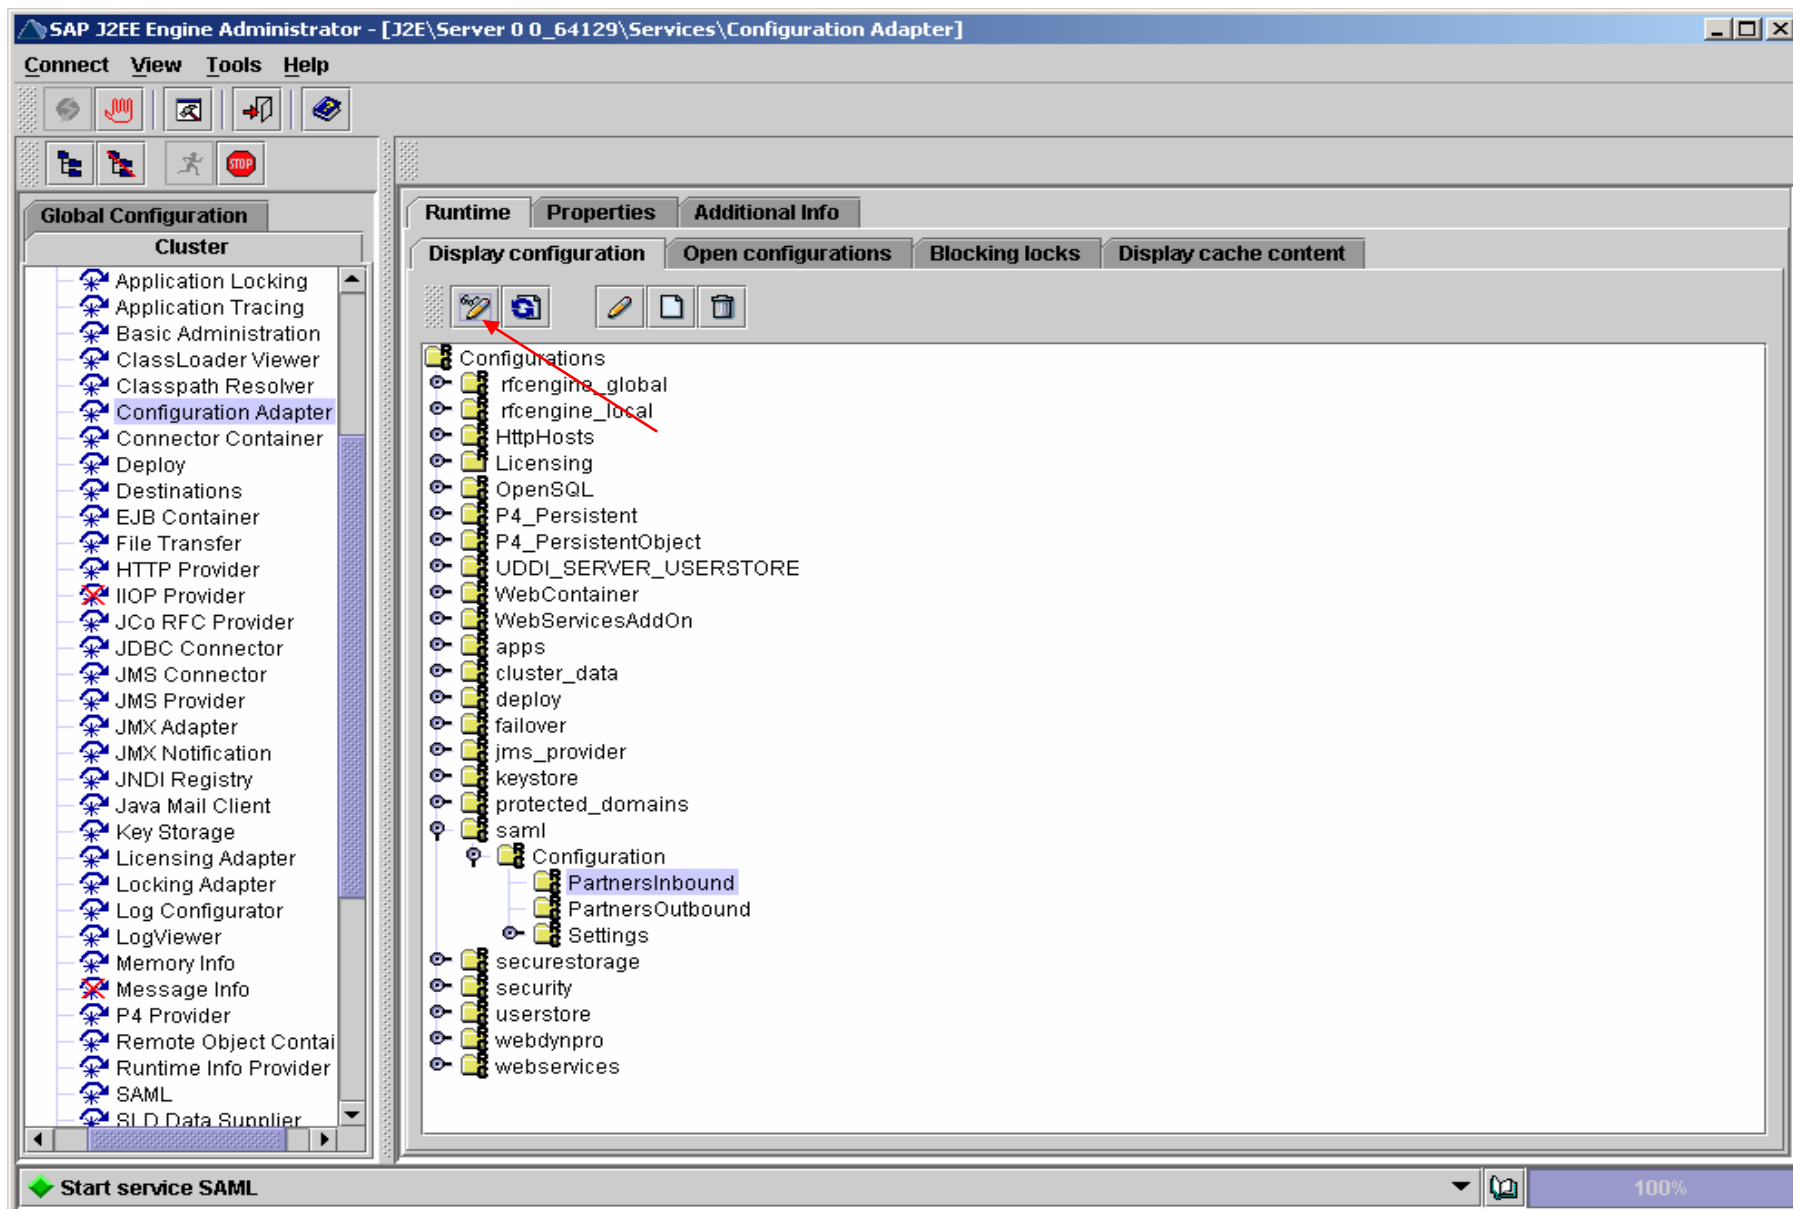 SAP J2EE Engine Administrator - [J2E\Server 0 0_64129\Services\Configuration Adapter]
Connect View Tools Help
STOP
Global Configuration
Cluster
Application Locking
Application Tracing
Basic Administration
ClassLoader Viewer
Classpath Resolver
Configuration Adapter
Connector Container
Deploy
Destinations
EJB Container
File Transfer
HTTP Provider
IIOP Provider
JCo RFC Provider
JDBC Connector
JMS Connector
JMS Provider
JMX Adapter
JMX Notification
JNDI Registry
Java Mail Client
Key Storage
Licensing Adapter
Locking Adapter
Log Configurator
LogViewer
Memory Info
Message Info
P4 Provider
Remote Object Contai
Runtime Info Provider
SAML
SLD Data Supplier
Runtime Properties Additional Info
Display configuration Open configurations Blocking locks Display cache content
Configurations
rfcengine_global
rfcengine_local
HttpHosts
Licensing
OpenSQL
P4_Persistent
P4_PersistentObject
UDDI_SERVER_USERSTORE
WebContainer
WebServicesAddOn
apps
cluster_data
deploy
failover
jms_provider
keystore
protected_domains
saml
Configuration
PartnersInbound
PartnersOutbound
Settings
securestorage
security
userstore
webdynpro
webservices
Start service SAML
100%